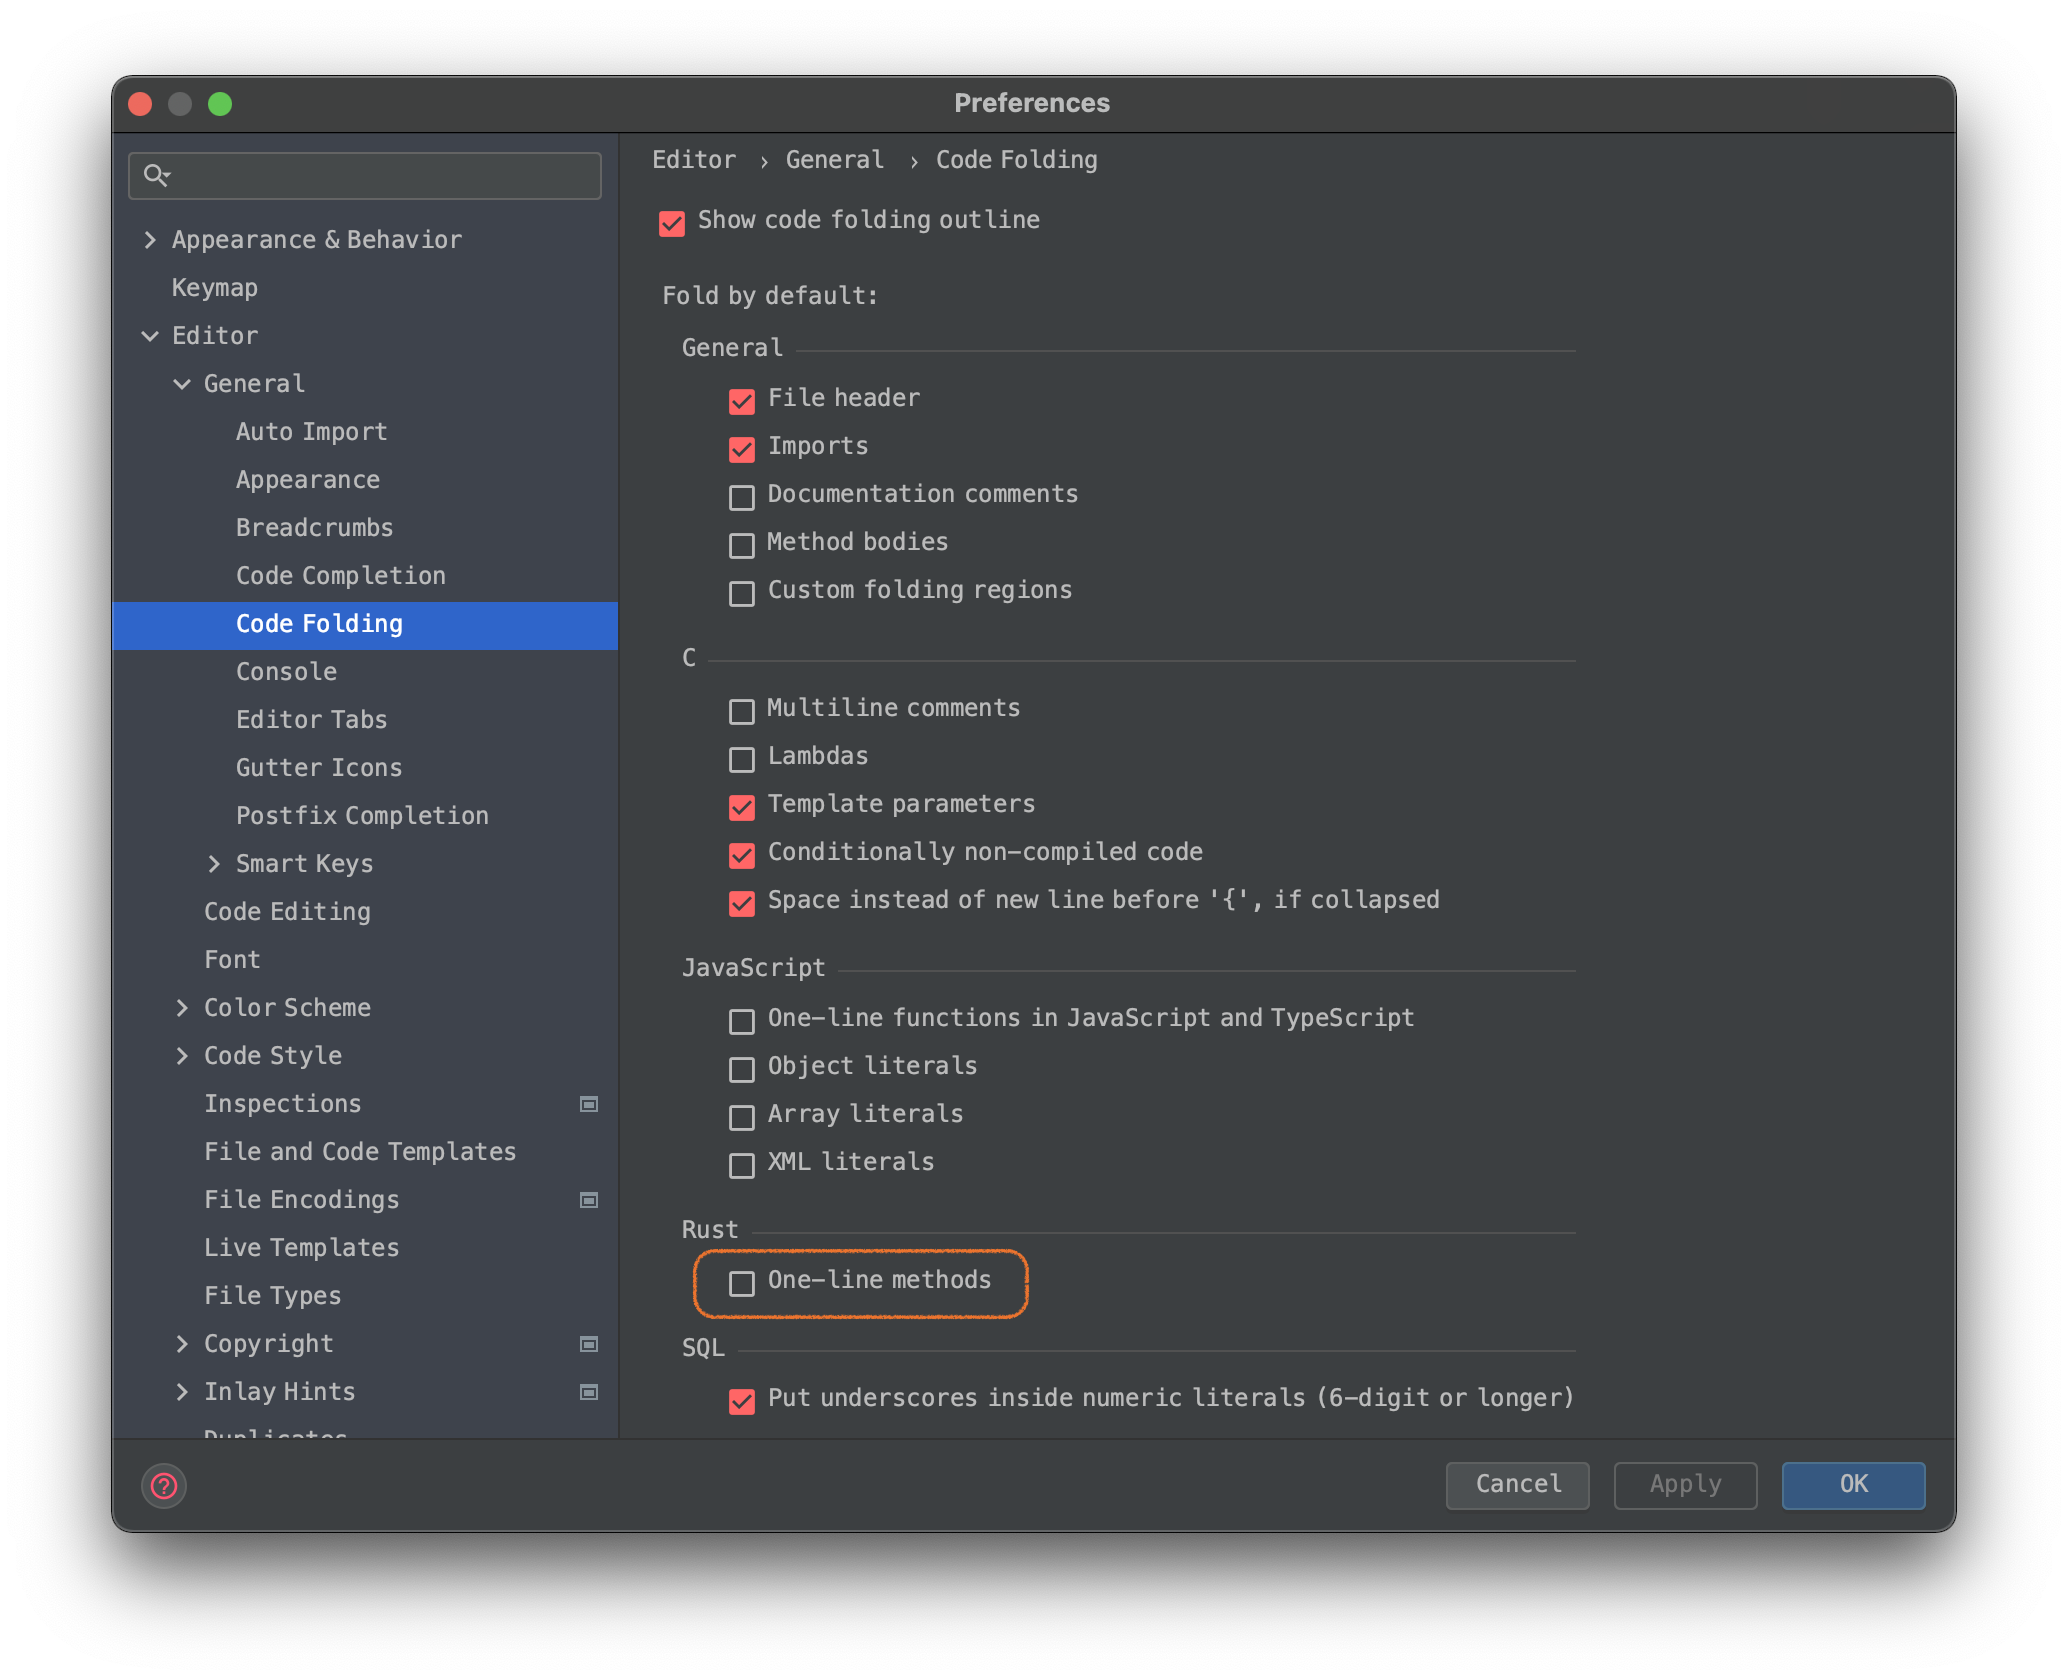 Preferences
Appearance & Behavior
Keymap
Editor
General
Auto Import
Appearance
Breadcrumbs
Code Completion
Code Folding
Console
Editor Tabs
Gutter Icons
Postfix Completion
Smart Keys
Code Editing
Font
Color Scheme
Code Style
Inspections
File and Code Templates
File Encodings
Live Templates
File Types
Copyright
Inlay Hints
Duplicates
Editor › General › Code Folding
Show code folding outline
Fold by default:
General
File header
Imports
Documentation comments
Method bodies
Custom folding regions
C
Multiline comments
Lambdas
Template parameters
Conditionally non-compiled code
Space instead of new line before '{', if collapsed
JavaScript
One-line functions in JavaScript and TypeScript
Object literals
Array literals
XML literals
Rust
One-line methods
SQL
Put underscores inside numeric literals (6-digit or longer)
?
Cancel
Apply
OK